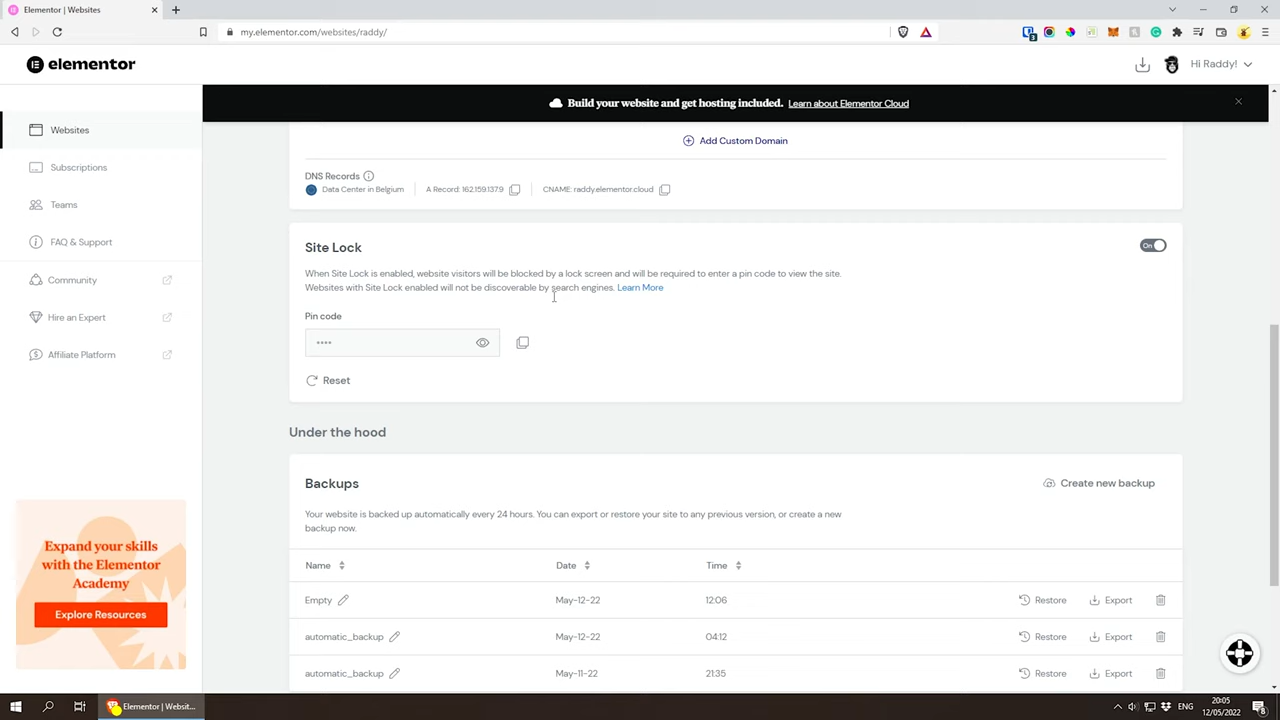 Elementor | Websites
my.elementor.com/websites/raddy/
elementor
Hi Raddy!
Build your website and get hosting included. Learn about Elementor Cloud
Websites
Subscriptions
Teams
FAQ & Support
Community
Hire an Expert
Affiliate Platform
Expand your skills
with the Elementor
Academy
Explore Resources
Add Custom Domain
DNS Records
Data Center in Belgium
A Record: 162.159.137.9
CNAME: raddy.elementor.cloud
Site Lock
On
When Site Lock is enabled, website visitors will be blocked by a lock screen and will be required to enter a pin code to view the site.
Websites with Site Lock enabled will not be discoverable by search engines. Learn More
Pin code
••••
Reset
Under the hood
Backups
Create new backup
Your website is backed up automatically every 24 hours. You can export or restore your site to any previous version, or create a new
backup now.
Name Date Time
Empty May-12-22 12:06 Restore Export
automatic_backup May-12-22 04:12 Restore Export
automatic_backup May-11-22 21:35 Restore Export
Elementor | Websit...
ENG
20:05
12/05/2022